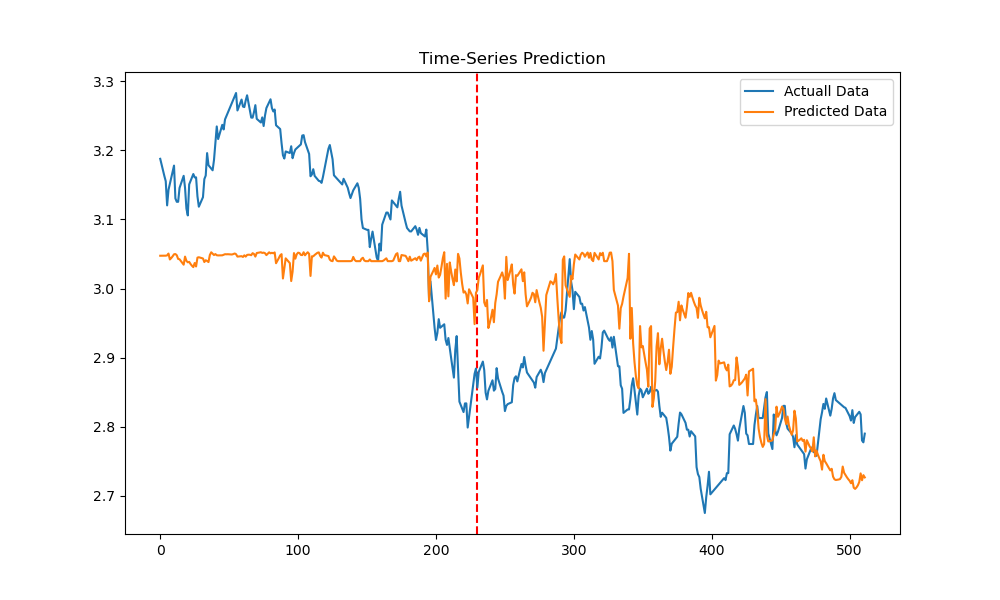 Time-Series Prediction
Actuall Data
Predicted Data
3.3
3.2
3.1
3.0
2.9
2.8
2.7
0 100 200 300 400 500